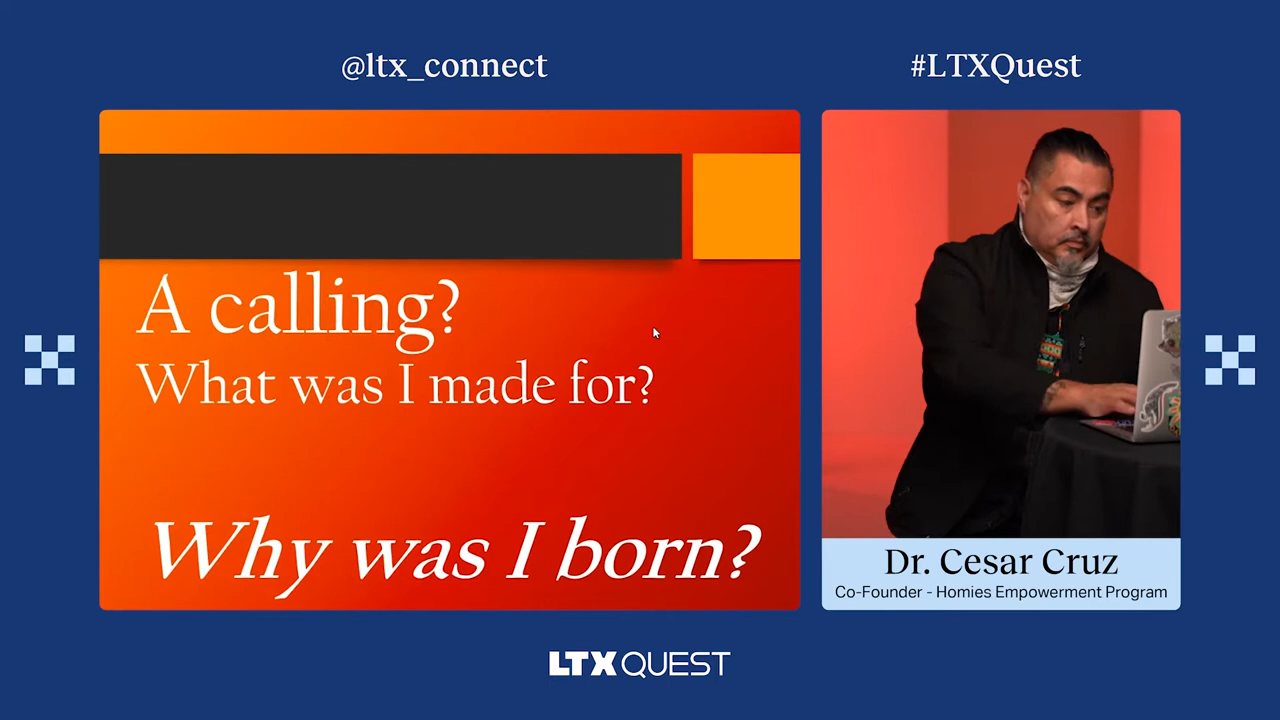 @ltx_connect
#LTXQuest
A calling?
What was I made for?
Why was I born?
Dr. Cesar Cruz
Co-Founder - Homies Empowerment Program
LTX QUEST